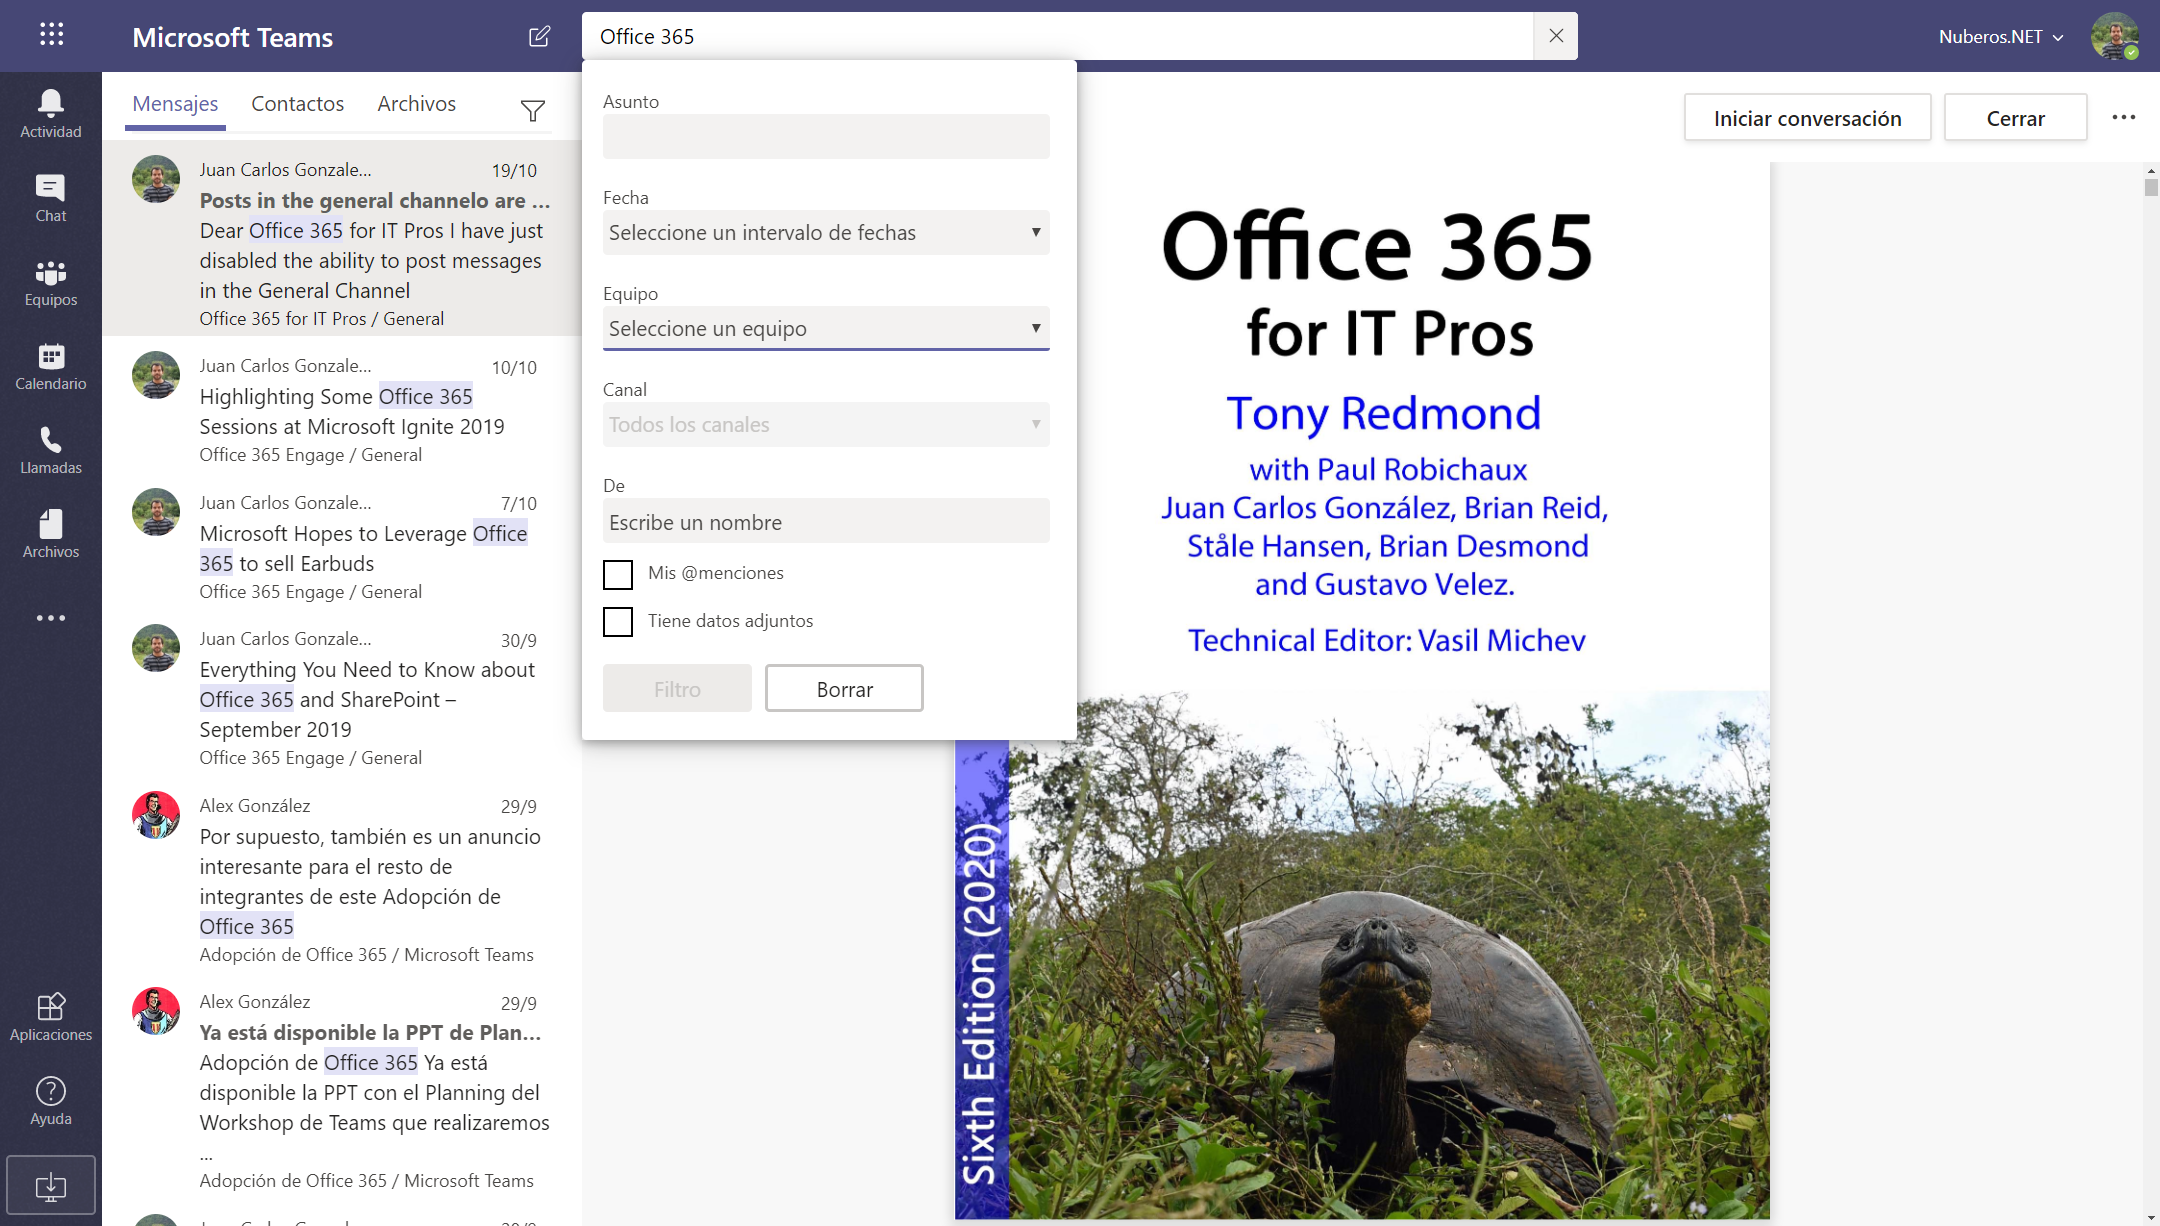 Microsoft Teams
Office 365
Nuberos.NET
Actividad
Chat
Equipos
Calendario
Llamadas
Archivos
Aplicaciones
Ayuda
Mensajes
Contactos
Archivos
Juan Carlos Gonzale...
19/10
Posts in the general channelo are ...
Dear Office 365 for IT Pros I have just
disabled the ability to post messages
in the General Channel
Office 365 for IT Pros / General
Juan Carlos Gonzale...
10/10
Highlighting Some Office 365
Sessions at Microsoft Ignite 2019
Office 365 Engage / General
Juan Carlos Gonzale...
7/10
Microsoft Hopes to Leverage Office
365 to sell Earbuds
Office 365 Engage / General
Juan Carlos Gonzale...
30/9
Everything You Need to Know about
Office 365 and SharePoint –
September 2019
Office 365 Engage / General
Alex González
29/9
Por supuesto, también es un anuncio
interesante para el resto de
integrantes de este Adopción de
Office 365
Adopción de Office 365 / Microsoft Teams
Alex González
29/9
Ya está disponible la PPT de Plan...
Adopción de Office 365 Ya está
disponible la PPT con el Planning del
Workshop de Teams que realizaremos
...
Adopción de Office 365 / Microsoft Teams
Asunto
Fecha
Seleccione un intervalo de fechas
Equipo
Seleccione un equipo
Canal
Todos los canales
De
Escribe un nombre
Mis @menciones
Tiene datos adjuntos
Filtro
Borrar
Iniciar conversación
Cerrar
Office 365
for IT Pros
Tony Redmond
with Paul Robichaux
Juan Carlos González, Brian Reid,
Ståle Hansen, Brian Desmond
and Gustavo Velez.
Technical Editor: Vasil Michev
Sixth Edition (2020)